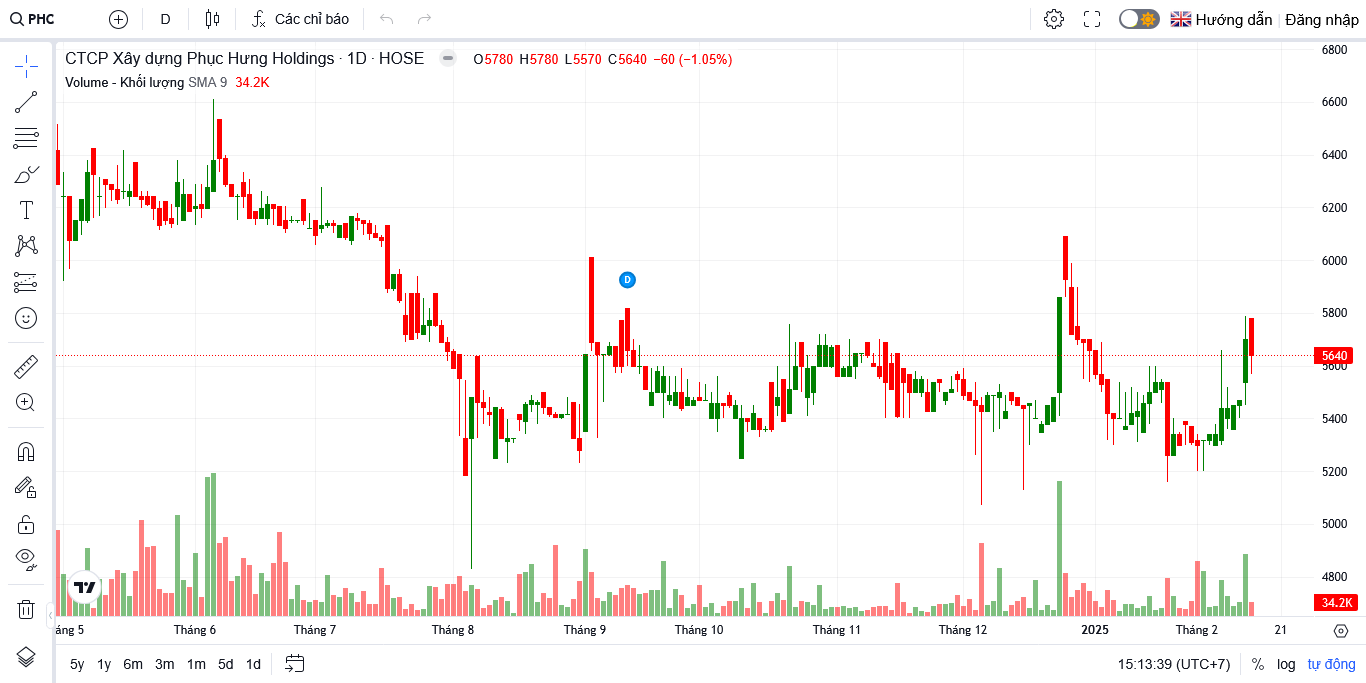 PHC D Các chỉ báo Hướng dẫn Đăng nhập
CTCP Xây dựng Phục Hưng Holdings · 1D · HOSE O5780 H5780 L5570 C5640 −60 (−1.05%)
Volume - Khối lượng SMA 9 34.2K
6800
6600
6400
6200
6000
D
5800
5640
5600
5400
5200
5000
4800
34.2K
áng 5 Tháng 6 Tháng 7 Tháng 8 Tháng 9 Tháng 10 Tháng 11 Tháng 12 2025 Tháng 2 21
5y 1y 6m 3m 1m 5d 1d 15:13:39 (UTC+7) % log tự động